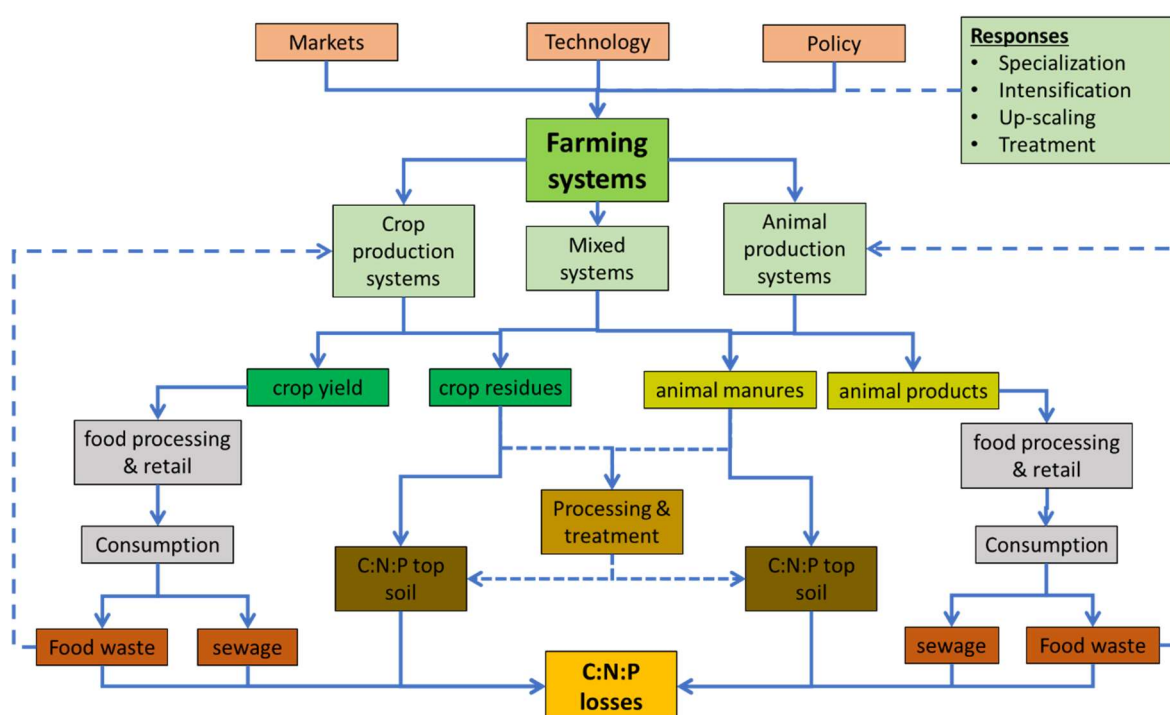 Markets
Technology
Policy
Responses
• Specialization
• Intensification
• Up-scaling
• Treatment
Farming
systems
Crop
production
systems
Mixed
systems
Animal
production
systems
crop yield
crop residues
animal manures
animal products
food processing
& retail
Processing &
treatment
food processing
& retail
Consumption
C:N:P top
soil
C:N:P top
soil
Consumption
Food waste
sewage
C:N:P
losses
sewage
Food waste